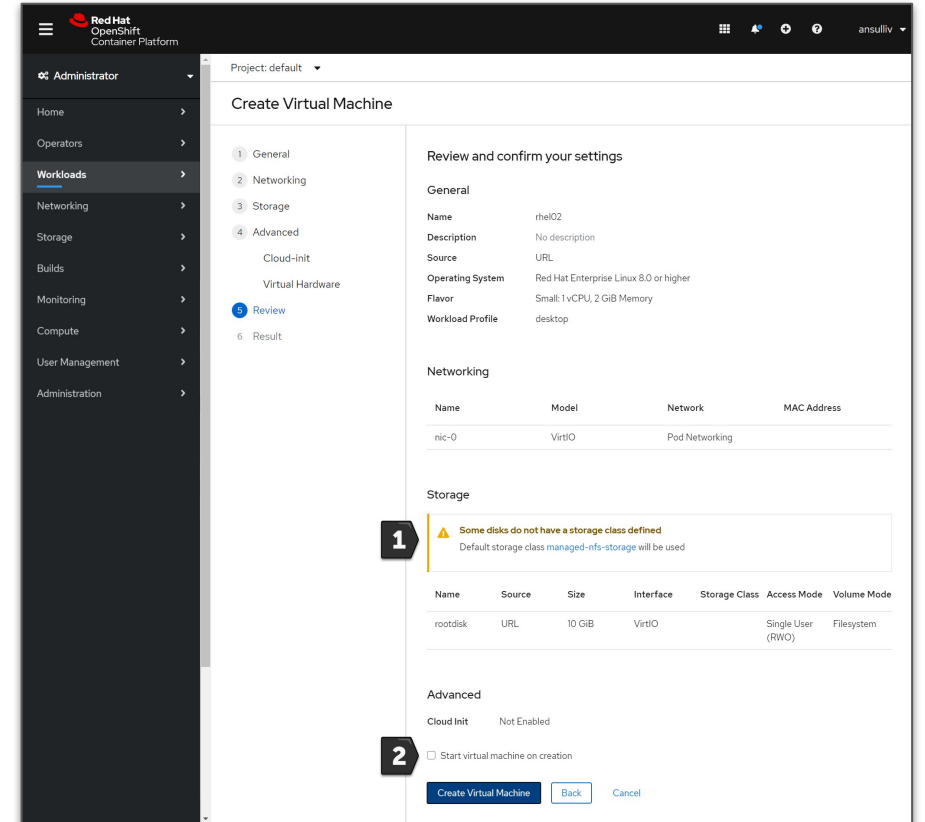 Red Hat
OpenShift
Container Platform
ansulliv
Administrator
Home
Operators
Workloads
Networking
Storage
Builds
Monitoring
Compute
User Management
Administration
Project: default
Create Virtual Machine
1 General
2 Networking
3 Storage
4 Advanced
Cloud-init
Virtual Hardware
5 Review
6 Result
Review and confirm your settings
General
Name rhel02
Description No description
Source URL
Operating System Red Hat Enterprise Linux 8.0 or higher
Flavor Small: 1 vCPU, 2 GiB Memory
Workload Profile desktop
Networking
Name Model Network MAC Address
nic-0 VirtIO Pod Networking
Storage
1
Some disks do not have a storage class defined
Default storage class managed-nfs-storage will be used
Name Source Size Interface Storage Class Access Mode Volume Mode
rootdisk URL 10 GiB VirtIO Single User Filesystem
(RWO)
Advanced
Cloud Init Not Enabled
2
Start virtual machine on creation
Create Virtual Machine Back Cancel